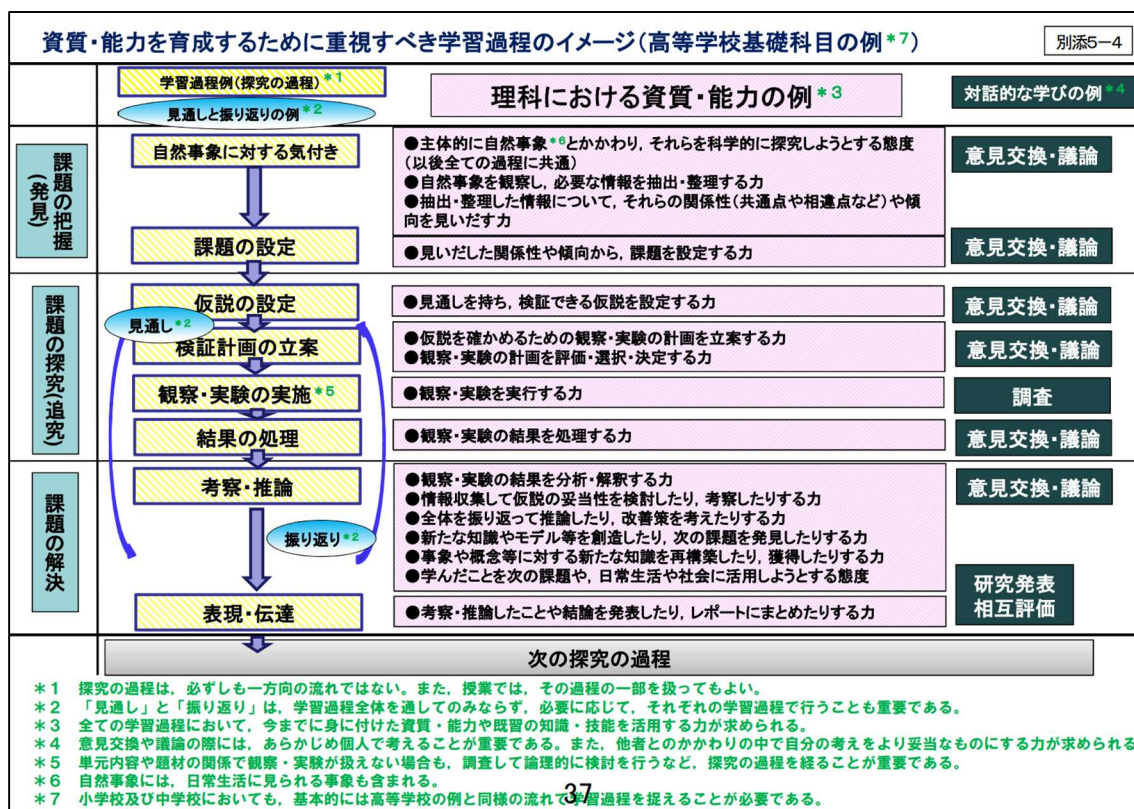 資質・能力を育成するために重視すべき学習過程のイメージ(高等学校基礎科目の例*7)
別添5-4
学習過程例(探究の過程)*1
見通しと振り返りの例*2
理科における資質・能力の例*3
対話的な学びの例*4
課題の把握(発見)
自然事象に対する気付き
●主体的に自然事象*6とかかわり, それらを科学的に探究しようとする態度
(以後全ての過程に共通)
●自然事象を観察し, 必要な情報を抽出・整理する力
●抽出・整理した情報について, それらの関係性(共通点や相違点など)や傾
向を見いだす力
意見交換・議論
課題の設定
●見いだした関係性や傾向から, 課題を設定する力
意見交換・議論
課題の探究(追究)
仮説の設定
●見通しを持ち, 検証できる仮説を設定する力
意見交換・議論
見通し*2
検証計画の立案
●仮説を確かめるための観察・実験の計画を立案する力
●観察・実験の計画を評価・選択・決定する力
意見交換・議論
観察・実験の実施*5
●観察・実験を実行する力
調査
結果の処理
●観察・実験の結果を処理する力
意見交換・議論
課題の解決
考察・推論
●観察・実験の結果を分析・解釈する力
●情報収集して仮説の妥当性を検討したり, 考察したりする力
●全体を振り返って推論したり, 改善策を考えたりする力
●新たな知識やモデル等を創造したり, 次の課題を発見したりする力
●事象や概念等に対する新たな知識を再構築したり, 獲得したりする力
●学んだことを次の課題や, 日常生活や社会に活用しようとする態度
意見交換・議論
振り返り*2
表現・伝達
●考察・推論したことや結論を発表したり, レポートにまとめたりする力
研究発表
相互評価
次の探究の過程
*1 探究の過程は, 必ずしも一方向の流れではない。また, 授業では, その過程の一部を扱ってもよい。
*2 「見通し」と「振り返り」は, 学習過程全体を通してのみならず, 必要に応じて, それぞれの学習過程で行うことも重要である。
*3 全ての学習過程において, 今までに身に付けた資質・能力や既習の知識・技能を活用する力が求められる。
*4 意見交換や議論の際には, あらかじめ個人で考えることが重要である。また, 他者とのかかわりの中で自分の考えをより妥当なものにする力が求められる
*5 単元内容や題材の関係で観察・実験が扱えない場合も, 調査して論理的に検討を行うなど, 探究の過程を経ることが重要である。
*6 自然事象には, 日常生活に見られる事象も含まれる。
*7 小学校及び中学校においても, 基本的には高等学校の例と同様の流れで学習過程を捉えることが必要である。
37